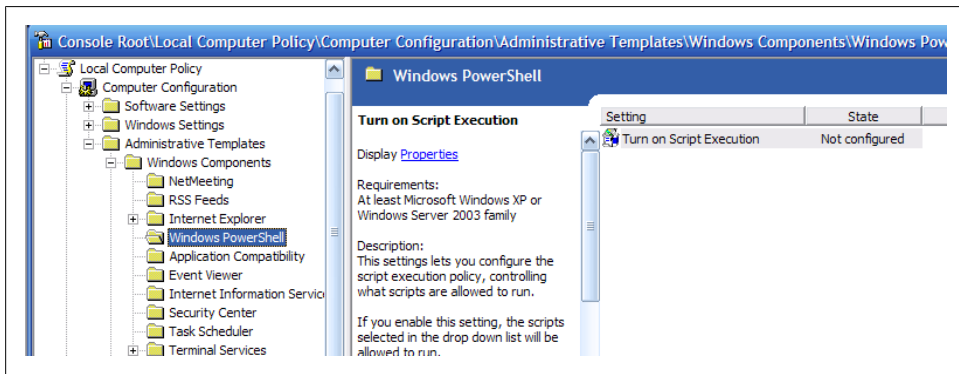 Console Root\Local Computer Policy\Computer Configuration\Administrative Templates\Windows Components\Windows Pow
Local Computer Policy
Computer Configuration
Software Settings
Windows Settings
Administrative Templates
Windows Components
NetMeeting
RSS Feeds
Internet Explorer
Windows PowerShell
Application Compatibility
Event Viewer
Internet Information Servic
Security Center
Task Scheduler
Terminal Services
Windows PowerShell
Turn on Script Execution
Display Properties
Requirements:
At least Microsoft Windows XP or
Windows Server 2003 family
Description:
This settings lets you configure the
script execution policy, controlling
what scripts are allowed to run.
If you enable this setting, the scripts
selected in the drop down list will be
allowed to run.
Setting State
Turn on Script Execution Not configured